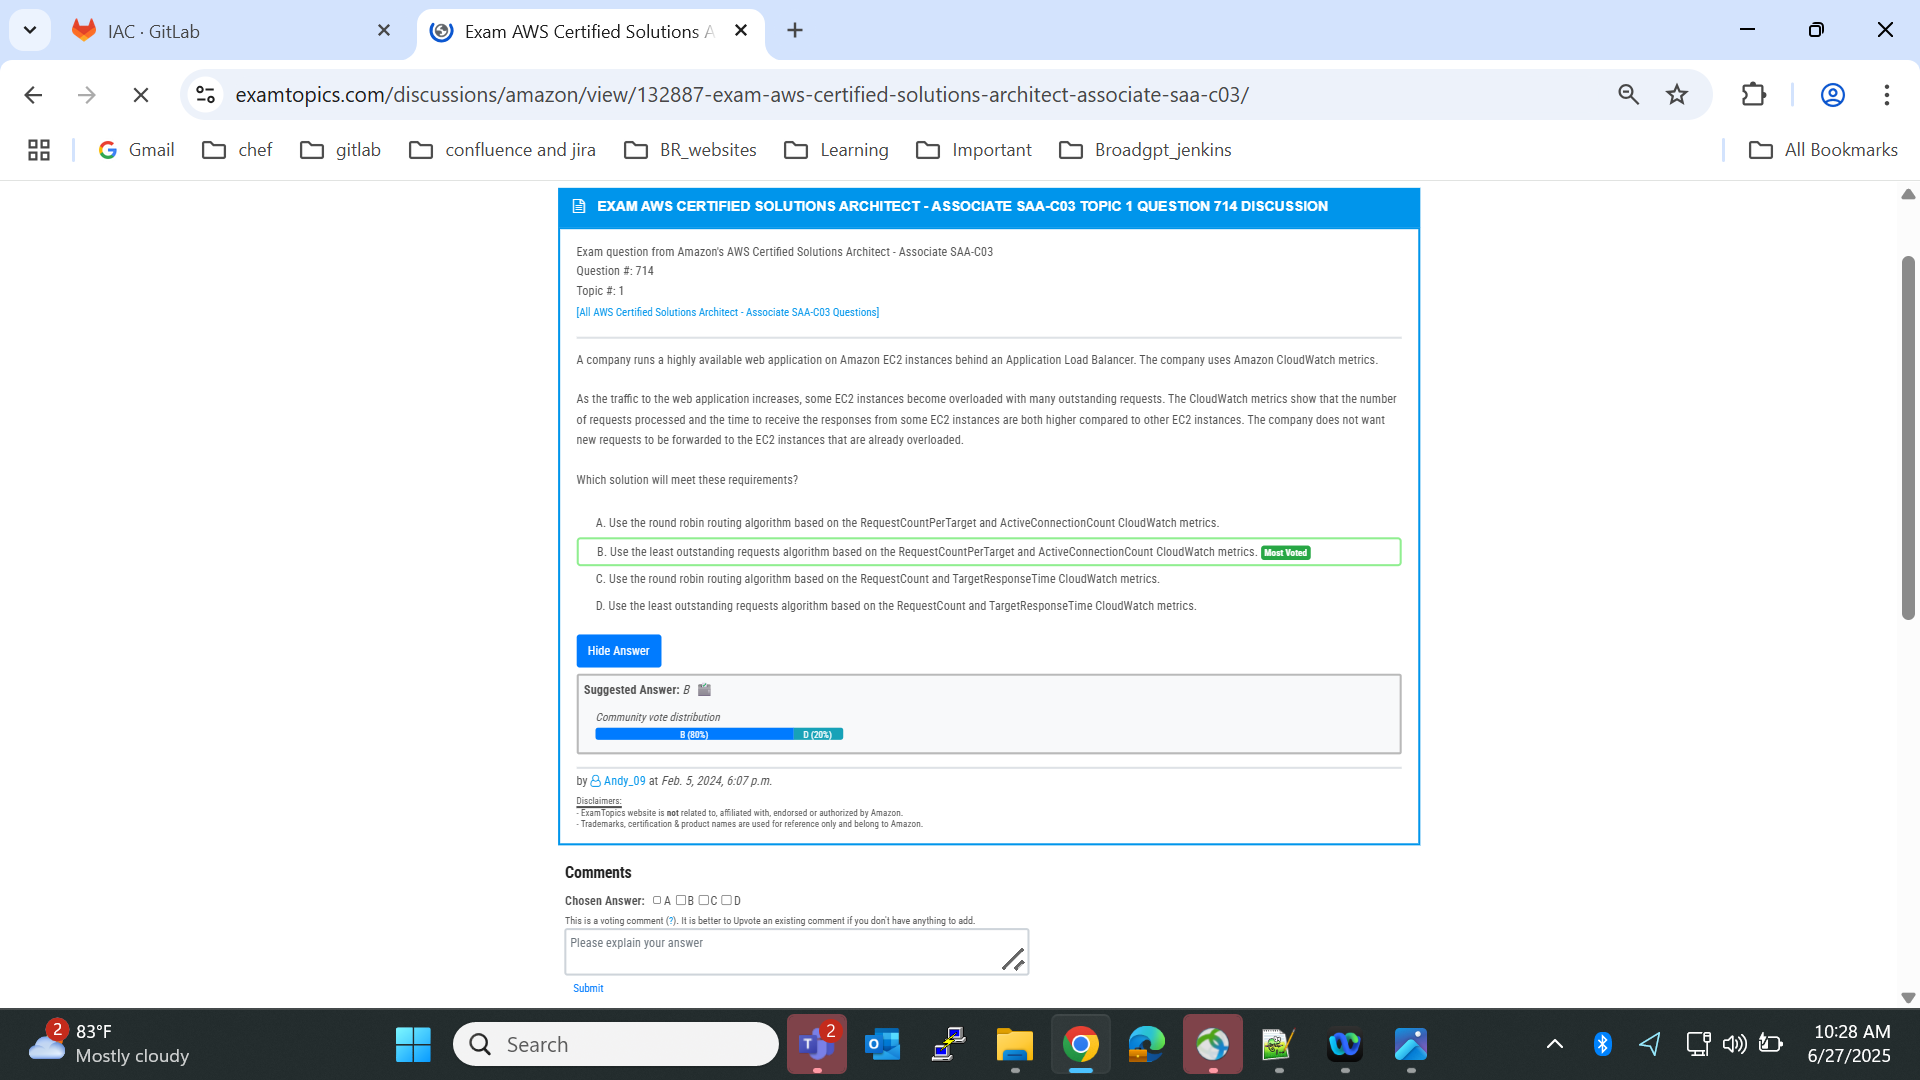 IAC · GitLab
Exam AWS Certified Solutions A
examtopics.com/discussions/amazon/view/132887-exam-aws-certified-solutions-architect-associate-saa-c03/
Gmail
chef
gitlab
confluence and jira
BR_websites
Learning
Important
Broadgpt_jenkins
All Bookmarks
EXAM AWS CERTIFIED SOLUTIONS ARCHITECT - ASSOCIATE SAA-C03 TOPIC 1 QUESTION 714 DISCUSSION
Exam question from Amazon's AWS Certified Solutions Architect - Associate SAA-C03
Question #: 714
Topic #: 1
[All AWS Certified Solutions Architect - Associate SAA-C03 Questions]
A company runs a highly available web application on Amazon EC2 instances behind an Application Load Balancer. The company uses Amazon CloudWatch metrics.
As the traffic to the web application increases, some EC2 instances become overloaded with many outstanding requests. The CloudWatch metrics show that the number
of requests processed and the time to receive the responses from some EC2 instances are both higher compared to other EC2 instances. The company does not want
new requests to be forwarded to the EC2 instances that are already overloaded.
Which solution will meet these requirements?
A. Use the round robin routing algorithm based on the RequestCountPerTarget and ActiveConnectionCount CloudWatch metrics.
B. Use the least outstanding requests algorithm based on the RequestCountPerTarget and ActiveConnectionCount CloudWatch metrics. Most Voted
C. Use the round robin routing algorithm based on the RequestCount and TargetResponseTime CloudWatch metrics.
D. Use the least outstanding requests algorithm based on the RequestCount and TargetResponseTime CloudWatch metrics.
Hide Answer
Suggested Answer: B
Community vote distribution
B (80%) D (20%)
by Andy_09 at Feb. 5, 2024, 6:07 p.m.
Disclaimers:
- ExamTopics website is not related to, affiliated with, endorsed or authorized by Amazon.
- Trademarks, certification & product names are used for reference only and belong to Amazon.
Comments
Chosen Answer: A B C D
This is a voting comment (?). It is better to Upvote an existing comment if you don't have anything to add.
Please explain your answer
Submit
2
83°F
Mostly cloudy
Search
2
10:28 AM
6/27/2025